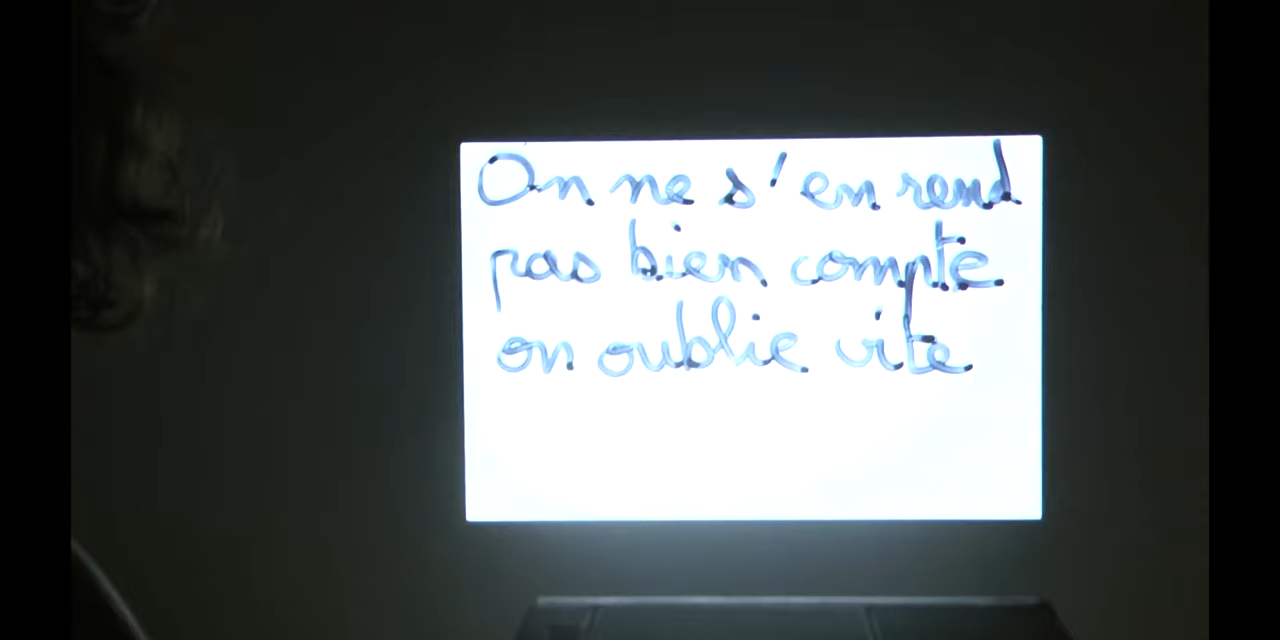 On ne s'en rend
pas bien compte
on oublie vite